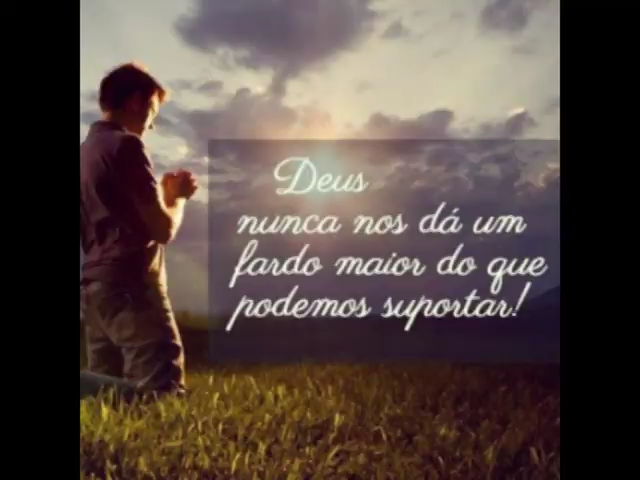 Deus
nunca nos dá um
fardo maior do que
podemos suportar!